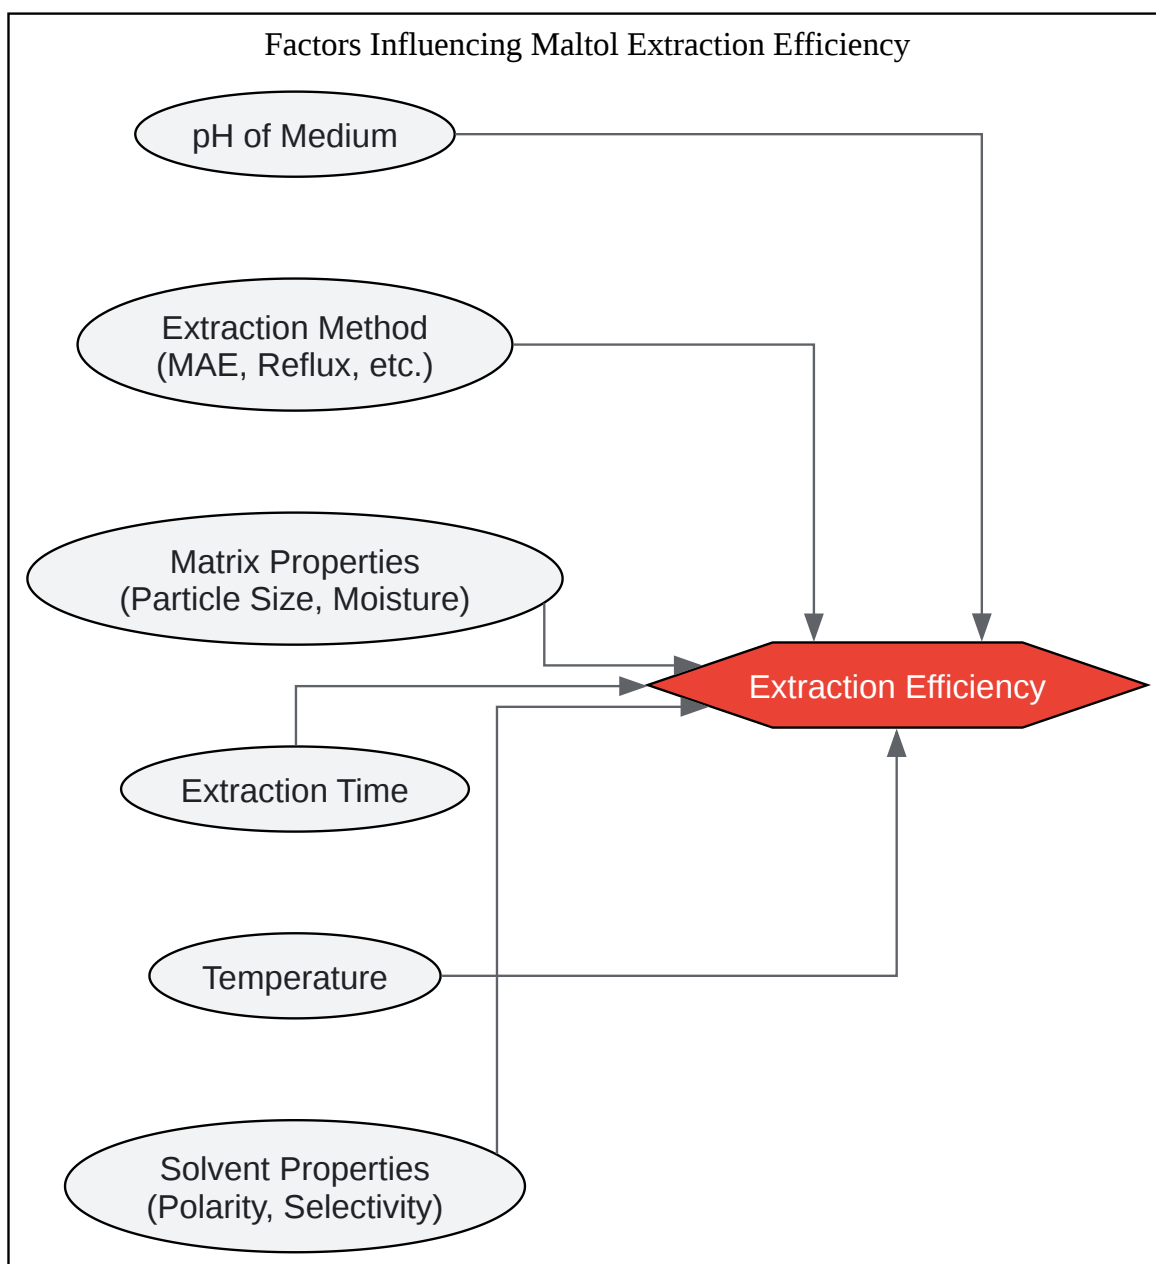 Factors Influencing Maltol Extraction Efficiency
pH of Medium
Extraction Method
(MAE, Reflux, etc.)
Matrix Properties
(Particle Size, Moisture)
Extraction Efficiency
Extraction Time
Temperature
Solvent Properties
(Polarity, Selectivity)